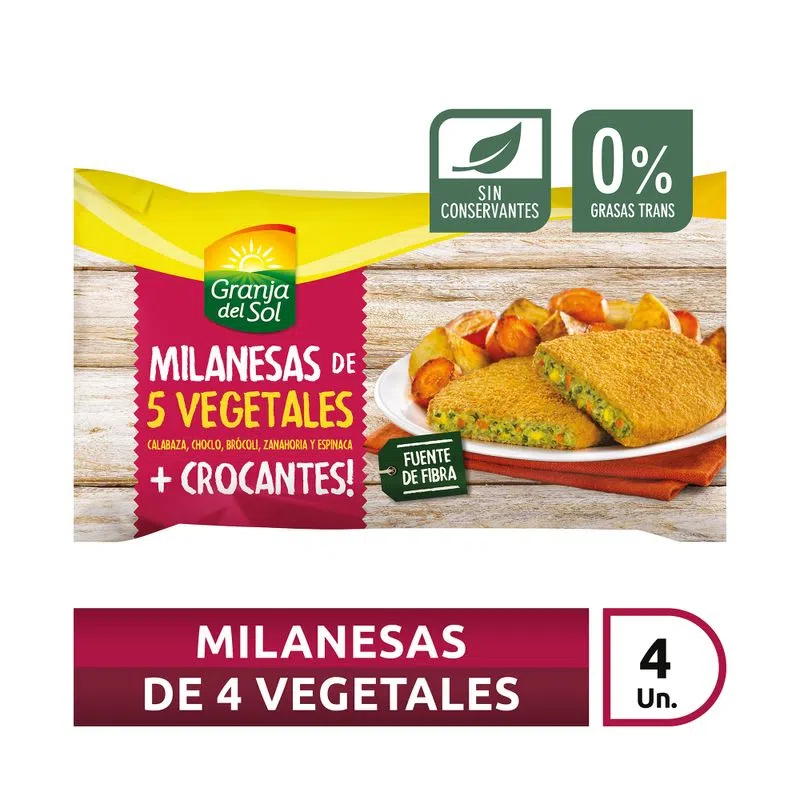 SIN
CONSERVANTES
0%
GRASAS TRANS
Granja
del Sol
MILANESAS DE
5 VEGETALES
CALABAZA, CHOCLO, BRÓCOLI, ZANAHORIA Y ESPINACA
+ CROCANTES!
FUENTE
DE FIBRA
MILANESAS
DE 4 VEGETALES
4
Un.